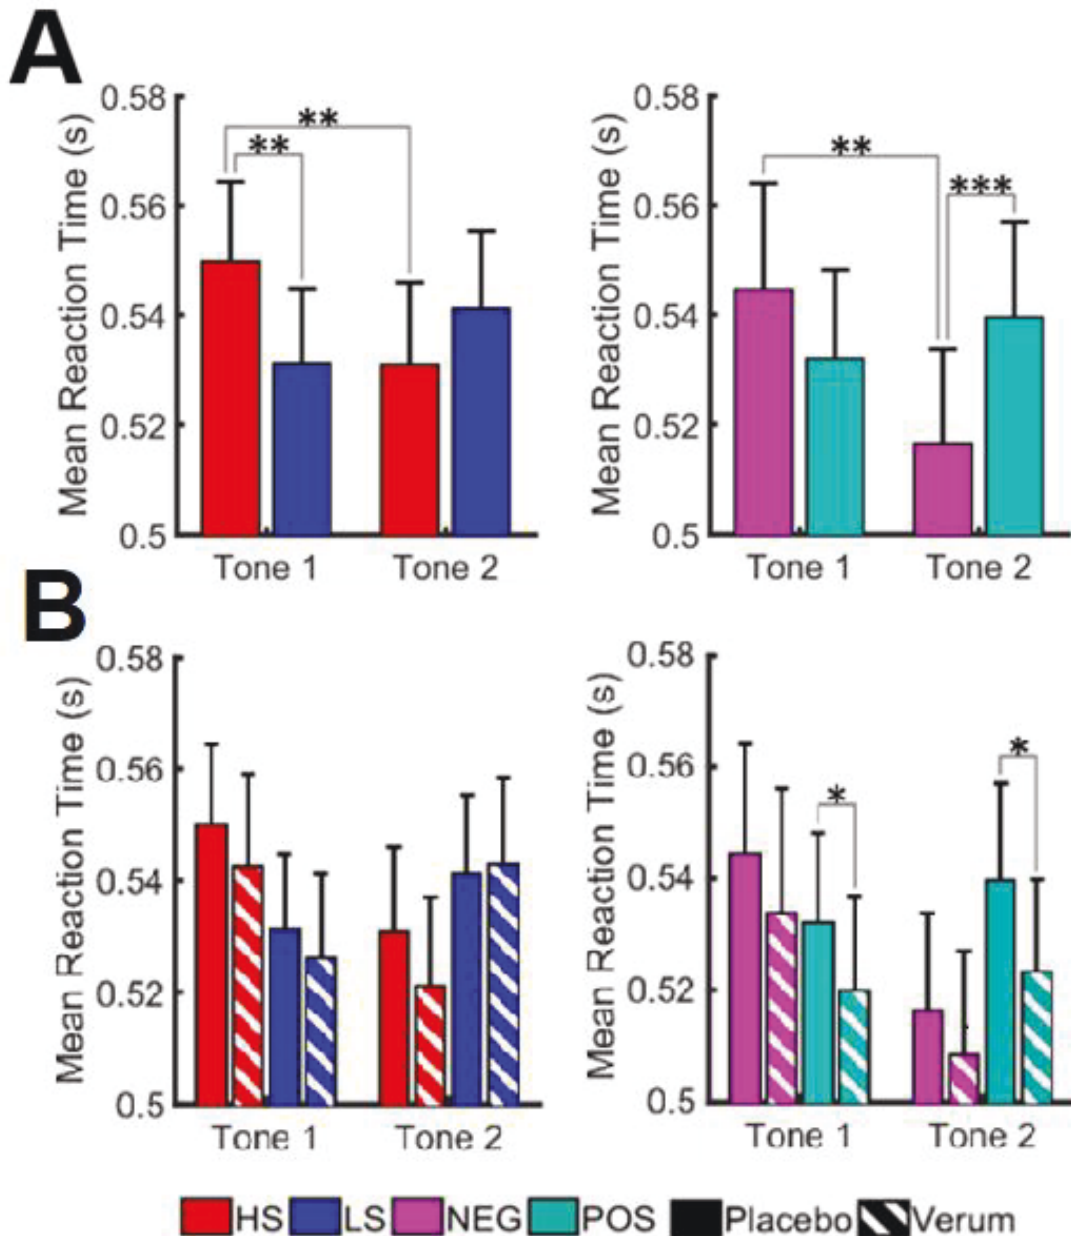 A
Mean Reaction Time (s)
0.58
0.56
0.54
0.52
0.5
**
**
Tone 1
Tone 2
Mean Reaction Time (s)
0.58
0.56
0.54
0.52
0.5
**
***
Tone 1
Tone 2
B
Mean Reaction Time (s)
0.58
0.56
0.54
0.52
0.5
Tone 1
Tone 2
Mean Reaction Time (s)
0.58
0.56
0.54
0.52
0.5
*
*
Tone 1
Tone 2
HS LS NEG POS Placebo Verum